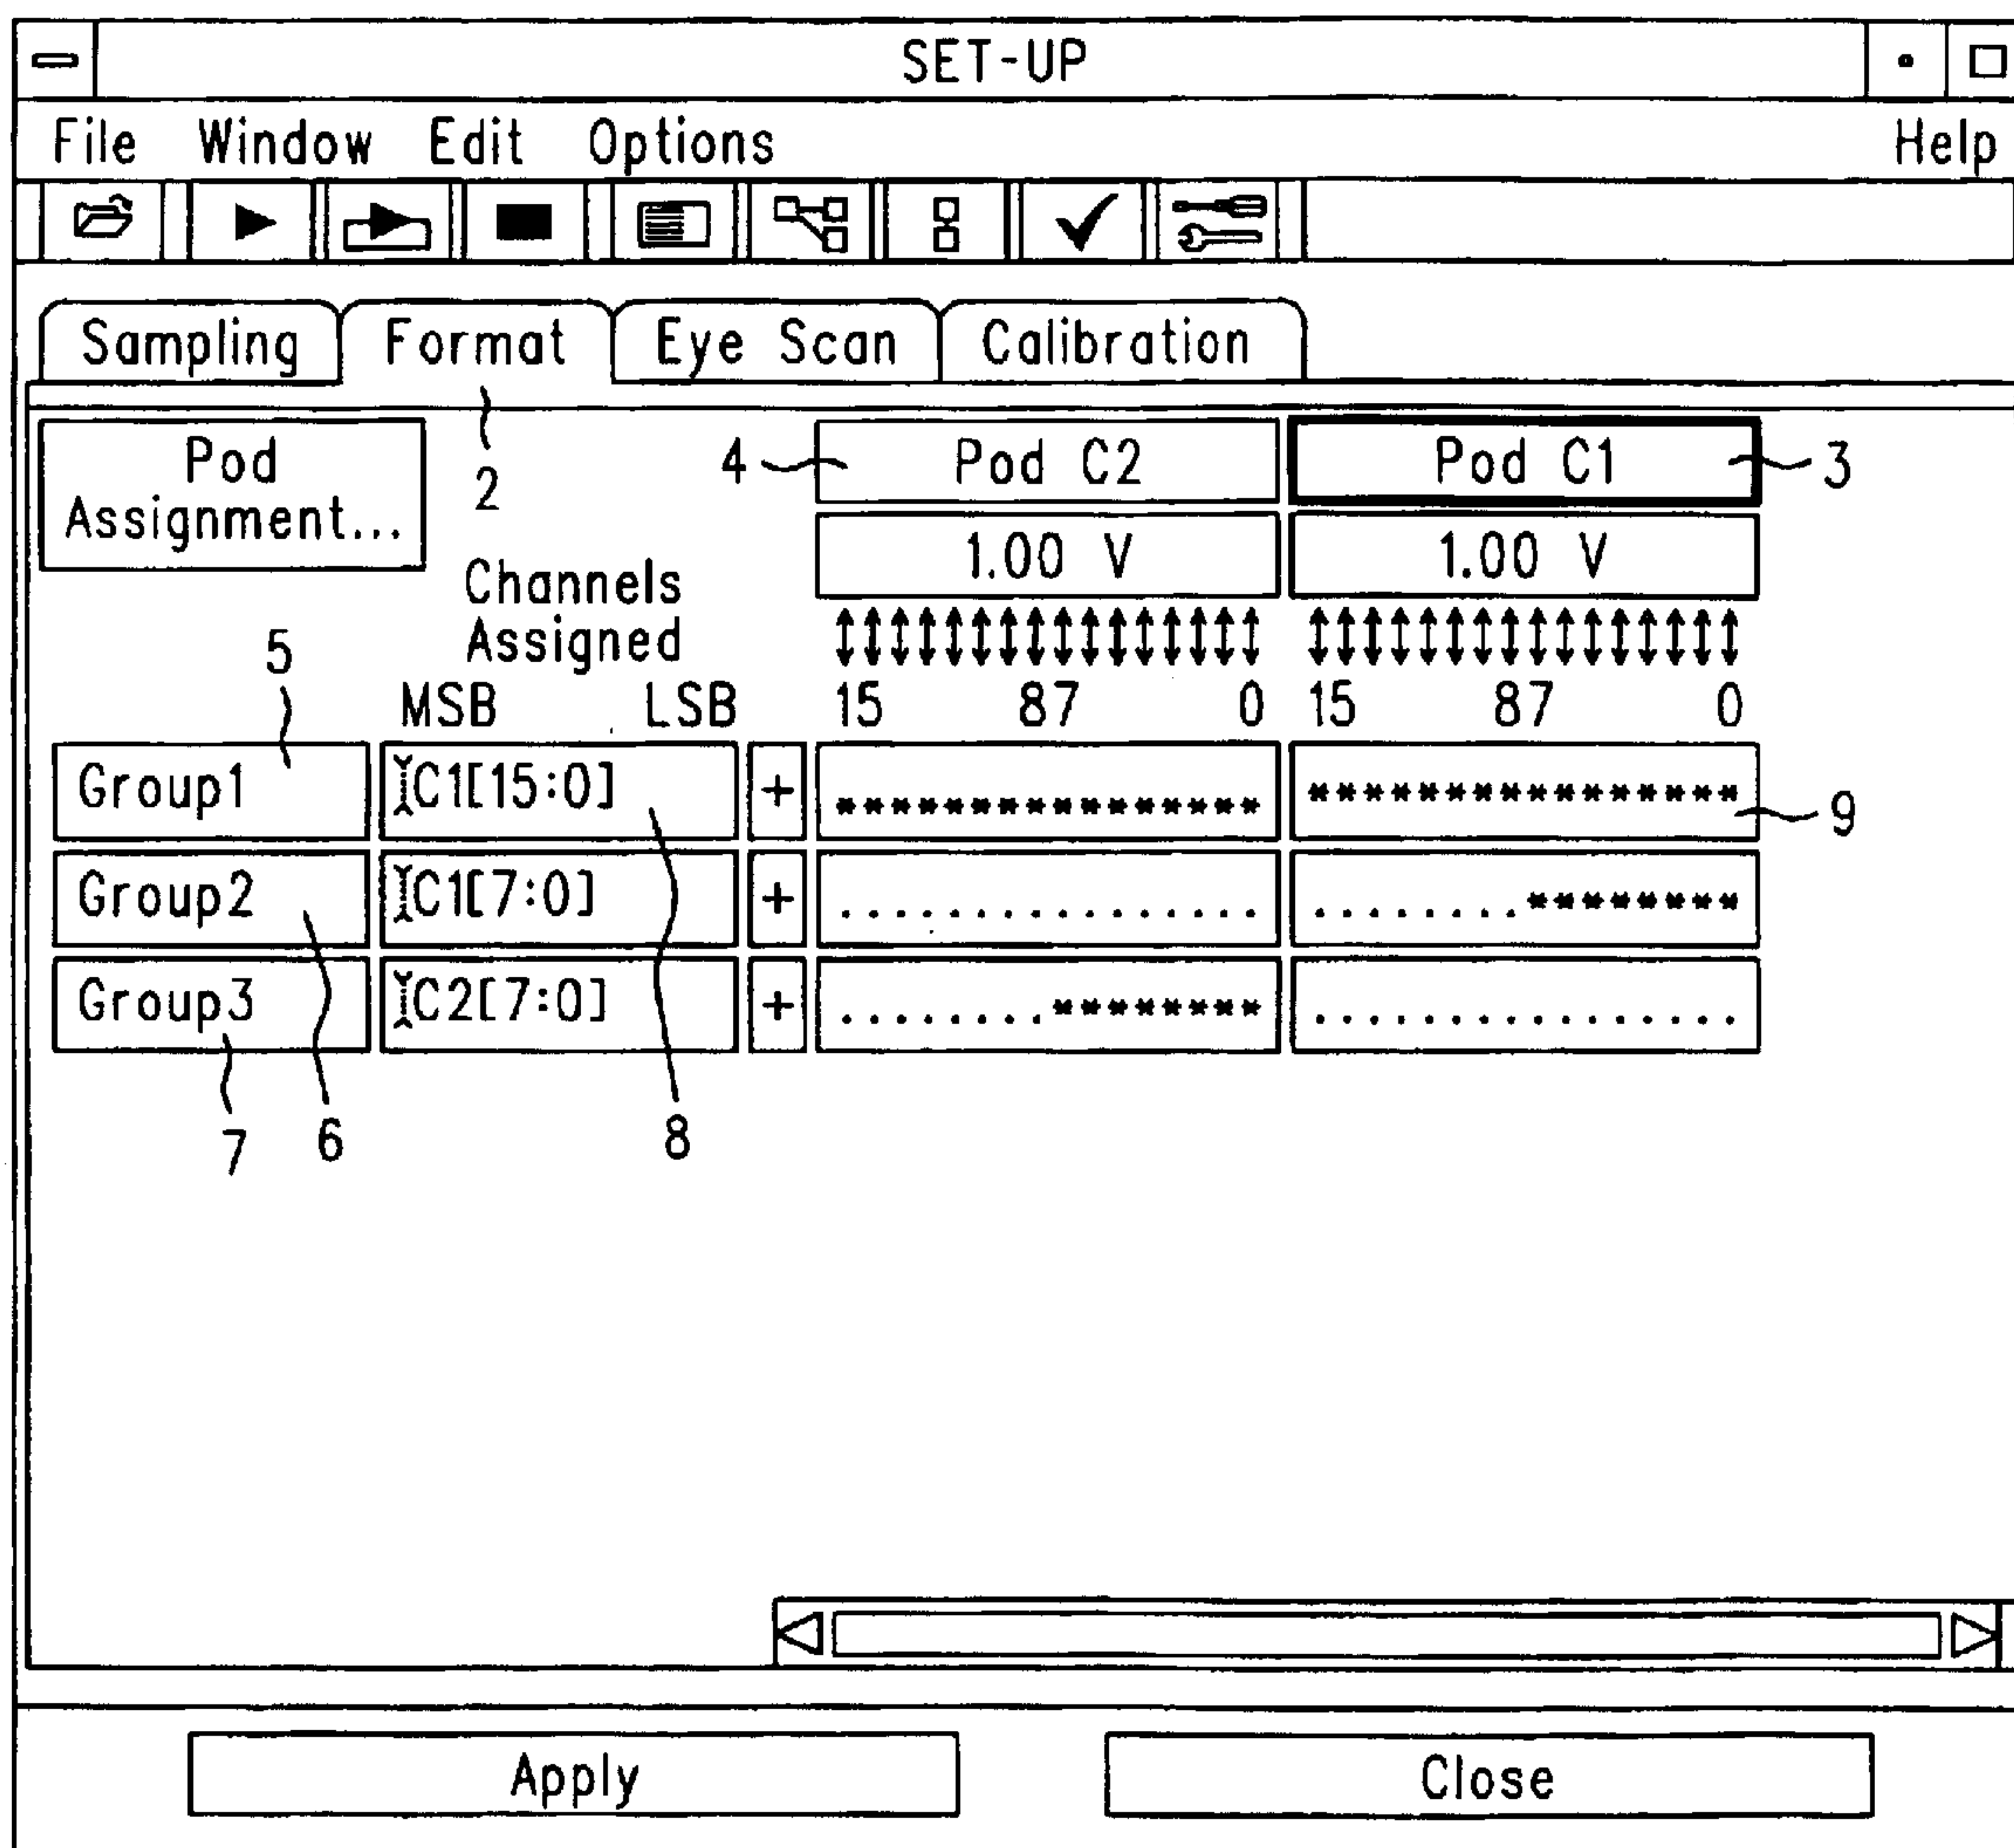 SET-UP
File Window Edit Options Help
Sampling Format Eye Scan Calibration
Pod Assignment...
2
4 Pod C2 Pod C1 3
1.00 V 1.00 V
Channels Assigned
5
MSB LSB 15 87 0 15 87 0
Group1 C1[15:0] + **************** **************** 9
Group2 C1[7:0] + ................ ........********
Group3 C2[7:0] + ........******** ................
7 6 8
Apply Close